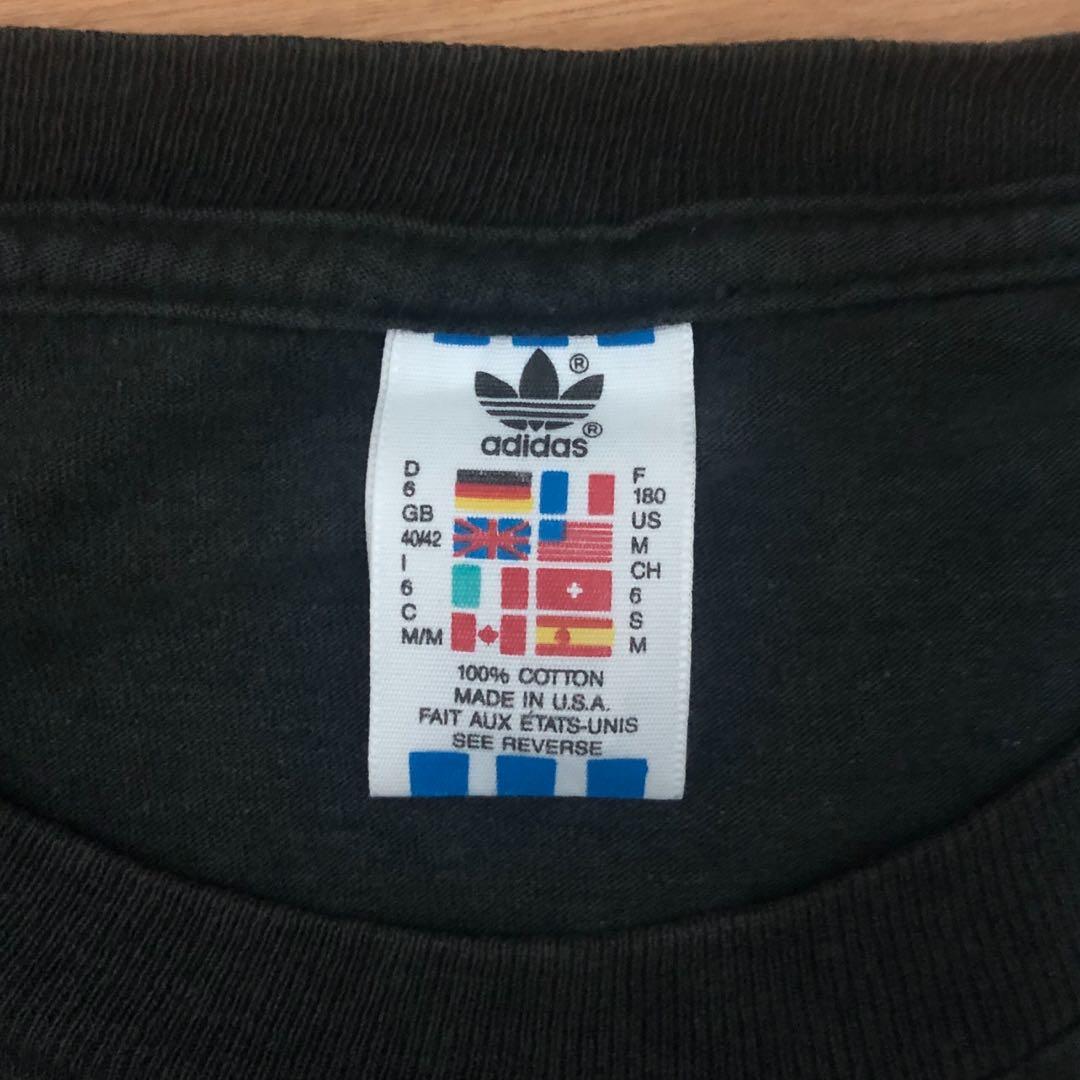 ®
adidas®
D
6
GB
40/42
I
6
C
M/M
F
180
US
M
CH
6
S
M
100% COTTON
MADE IN U.S.A.
FAIT AUX ÉTATS-UNIS
SEE REVERSE